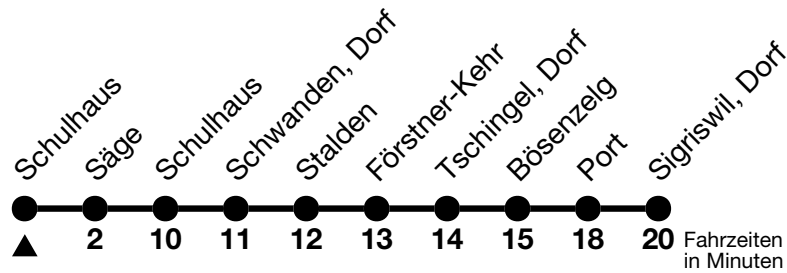 Schulhaus
Säge
Schulhaus
Schwanden, Dorf
Stalden
Förstner-Kehr
Tschingel, Dorf
Bösenzelg
Port
Sigriswil, Dorf
2 10 11 12 13 14 15 18 20 Fahrzeiten
in Minuten